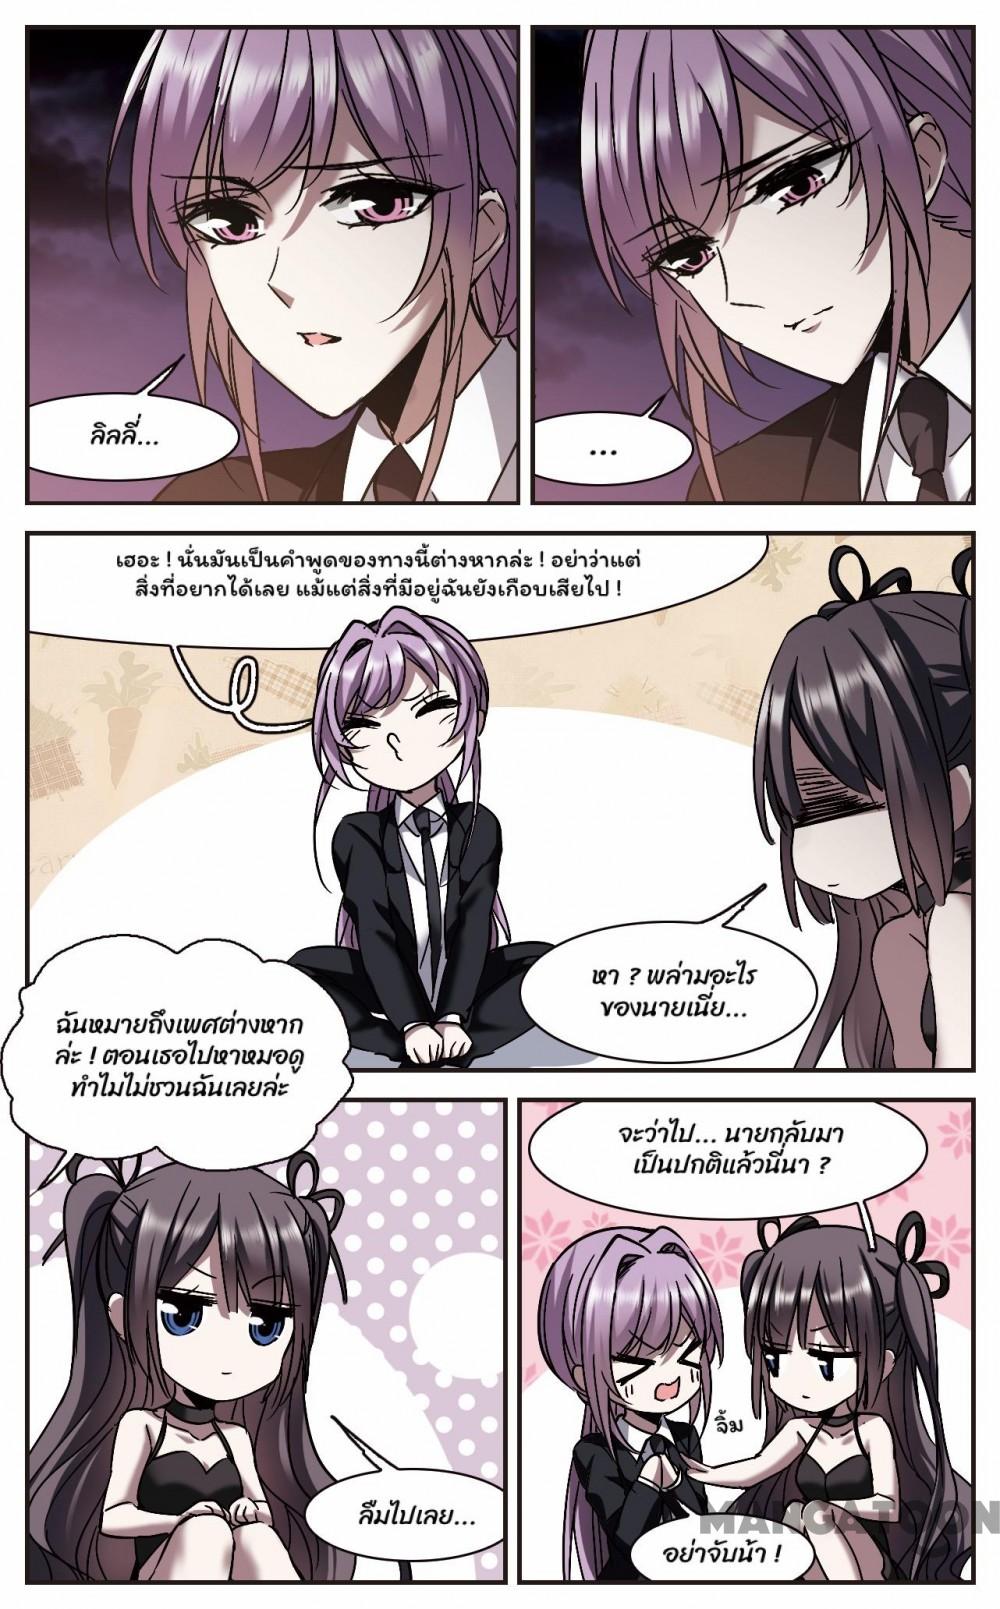 ลิลลี่...
...
เฮอะ ! นั่นมันเป็นคำพูดของทางนี้ต่างหากล่ะ ! อย่าว่าแต่
สิ่งที่อยากได้เลย แม้แต่สิ่งที่มีอยู่ฉันยังเกือบเสียไป !
หา ? พล่ามอะไร
ของนายเนี่ย...
ฉันหมายถึงเพศต่างหาก
ล่ะ ! ตอนเธอไปหาหมอดู
ทำไมไม่ชวนฉันเลยล่ะ
ลืมไปเลย...
จะว่าไป... นายกลับมา
เป็นปกติแล้วนี่นา ?
จิ้ม
อย่าจับน้า !
MANGATOON